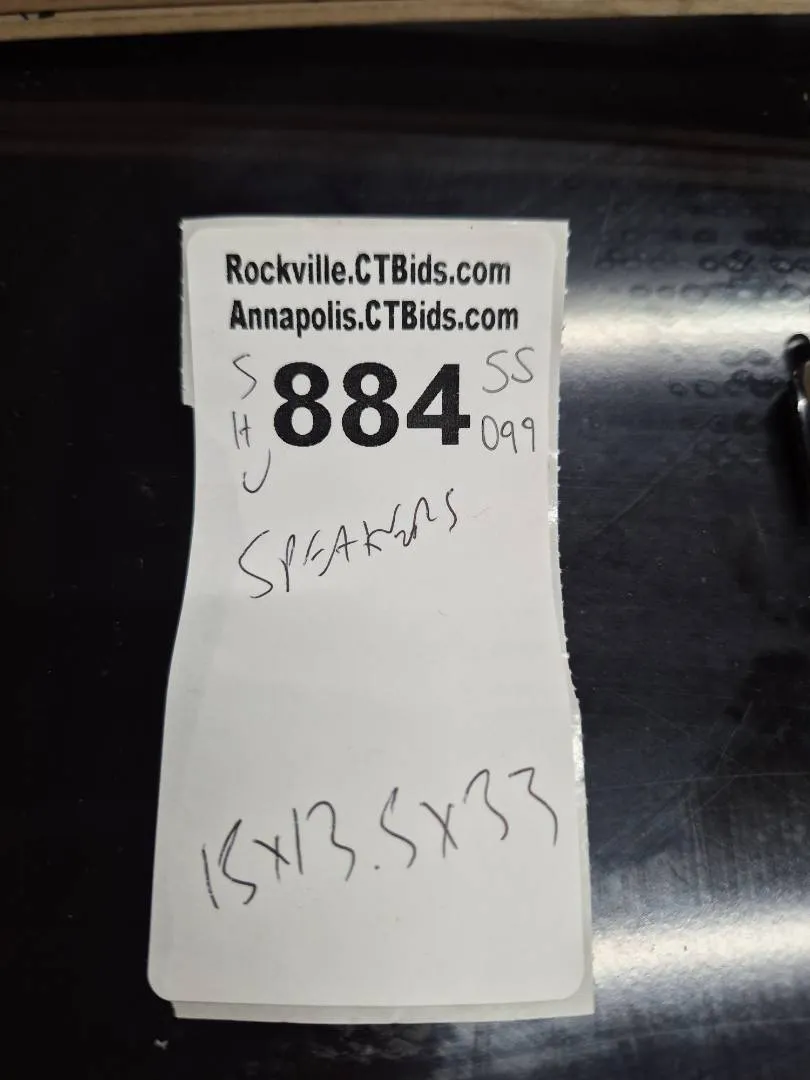 Rockville.CTBids.com
Annapolis.CTBids.com
S 884 SS
H 099
U
SPEAKERS
15x13.5x33